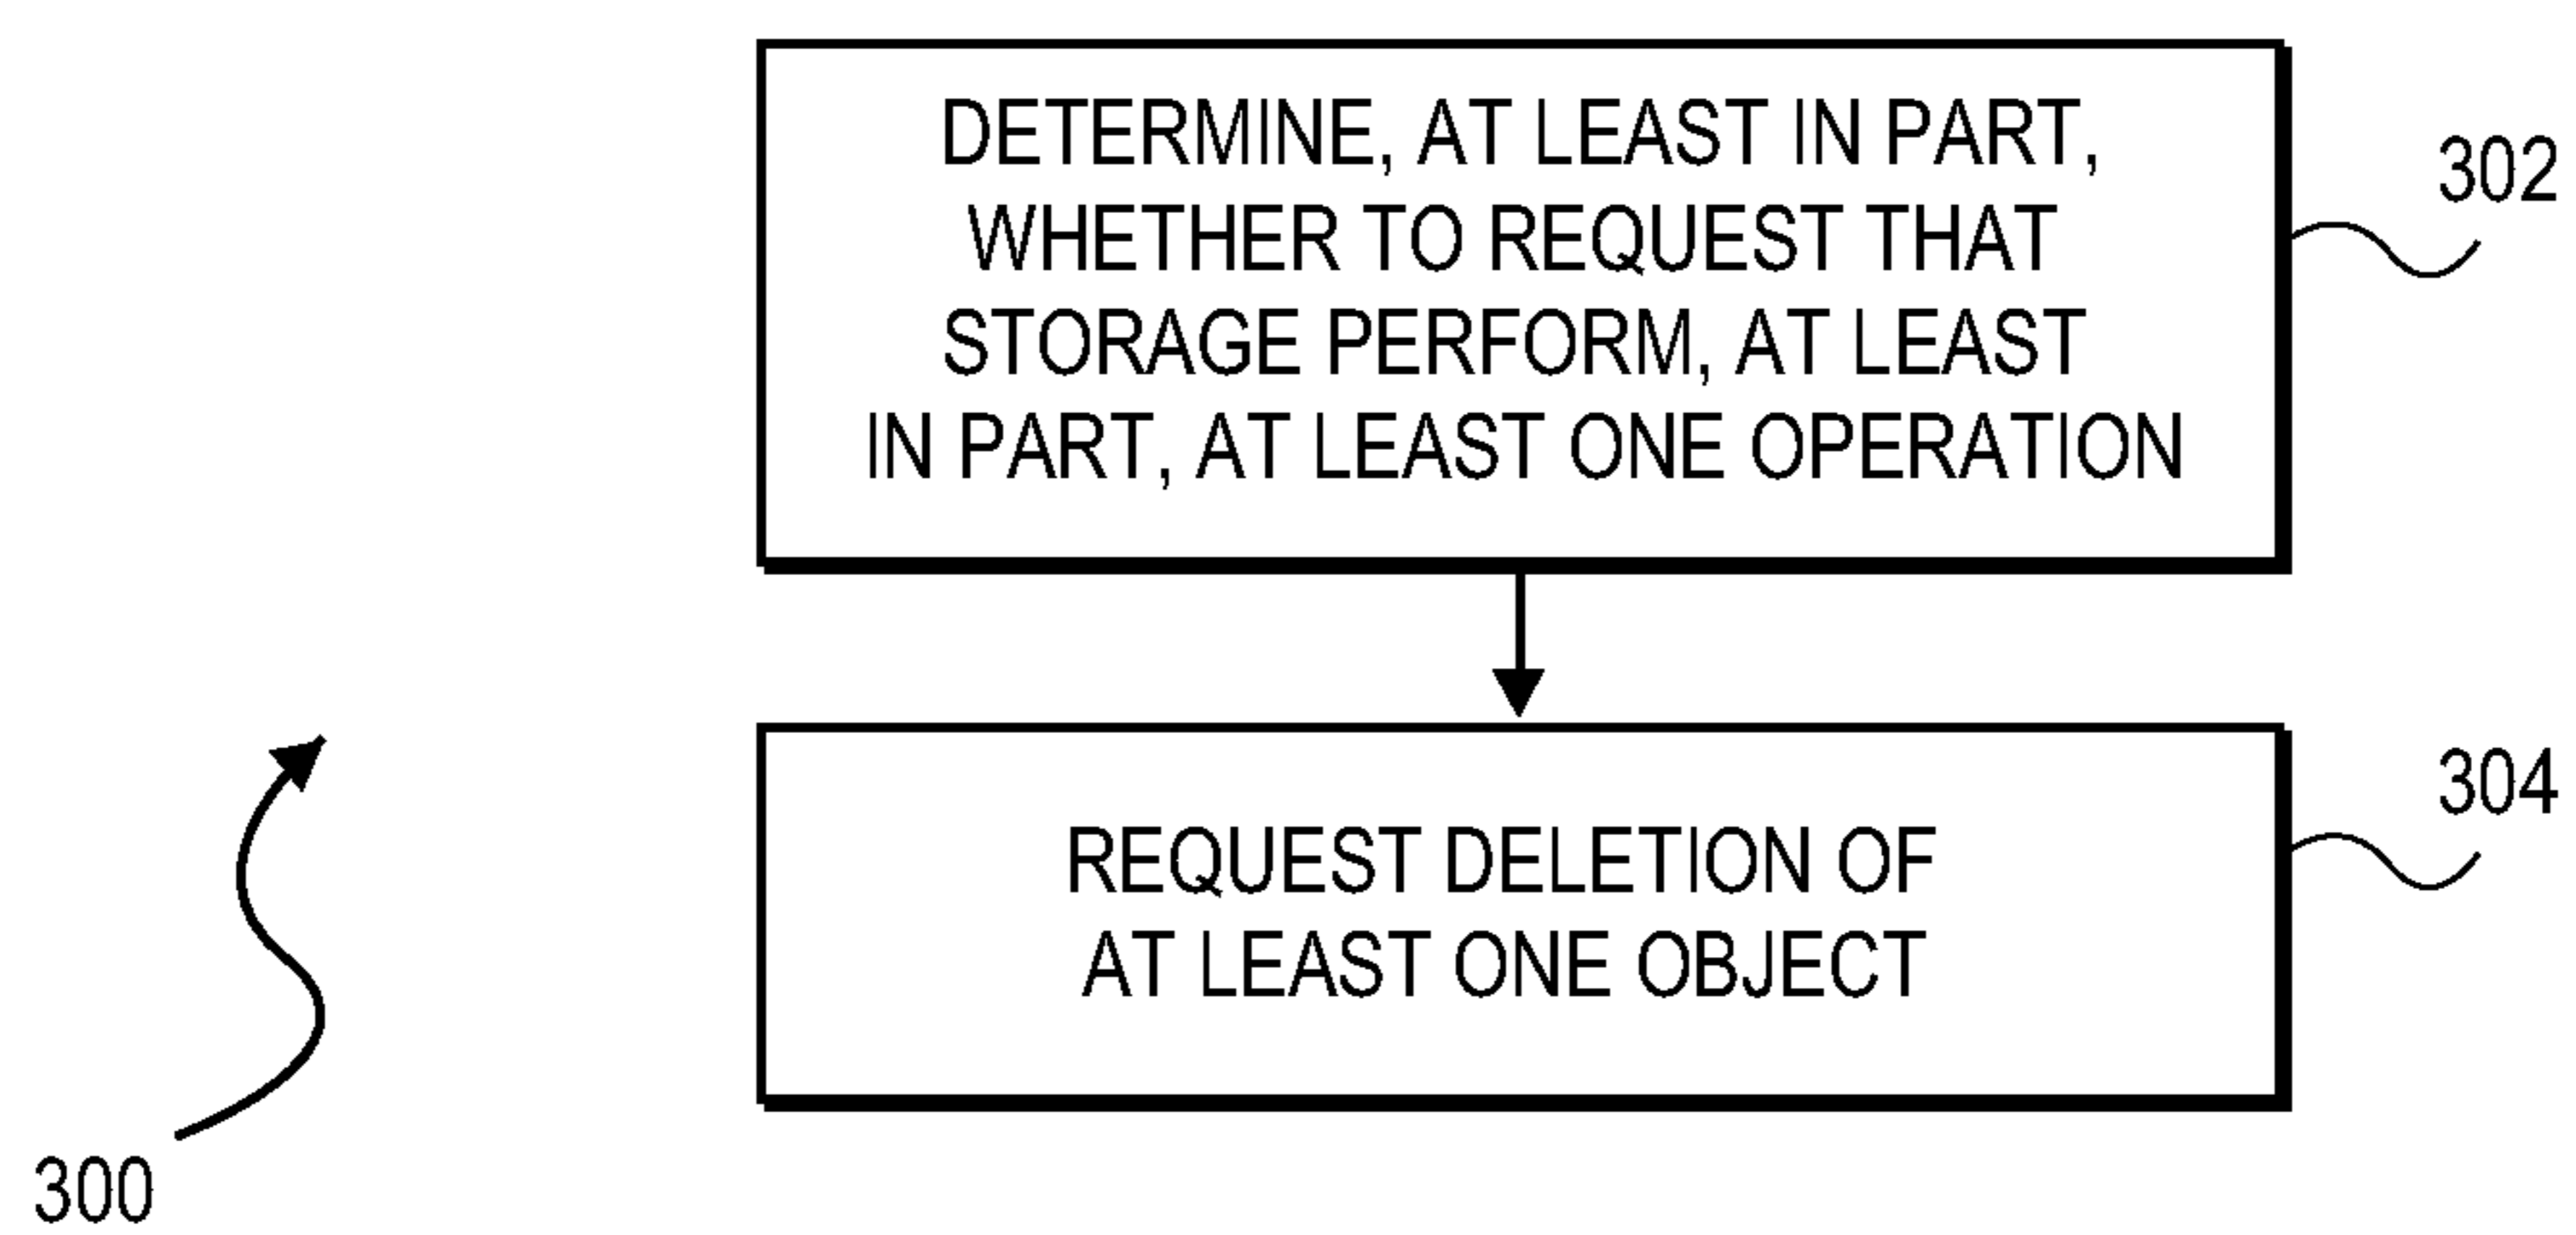 DETERMINE, AT LEAST IN PART,
WHETHER TO REQUEST THAT
STORAGE PERFORM, AT LEAST
IN PART, AT LEAST ONE OPERATION
302
REQUEST DELETION OF
AT LEAST ONE OBJECT
304
300